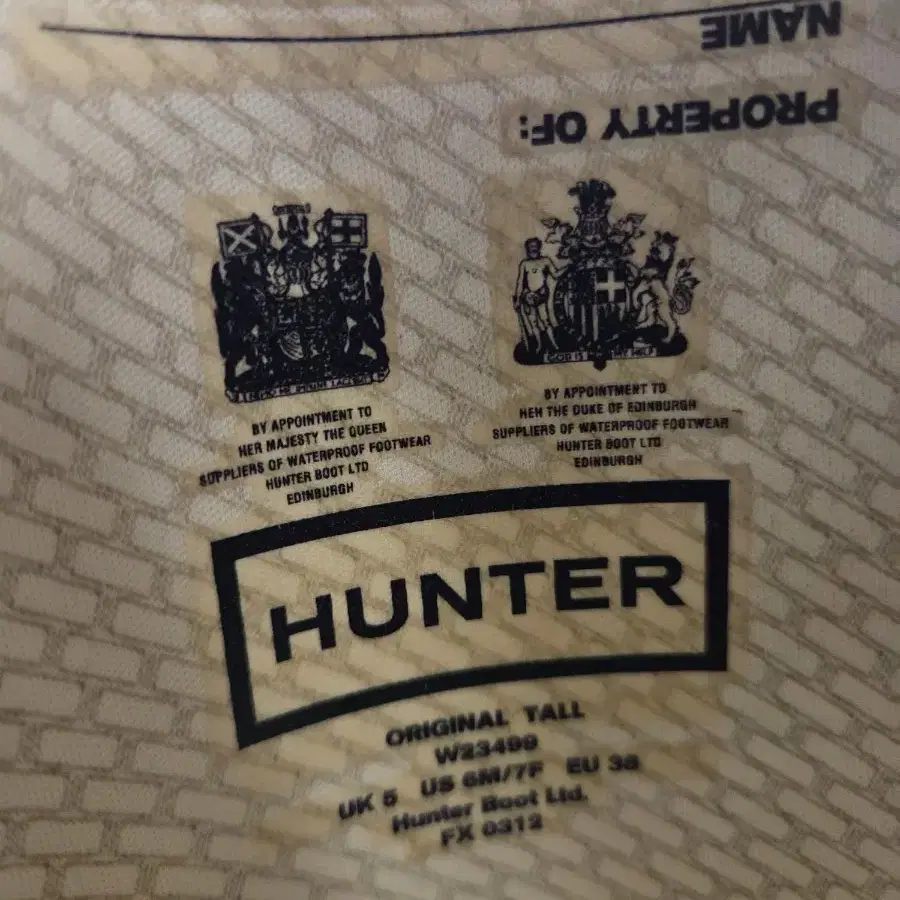 PROPERTY OF:
NAME
GOD IS MY HELP
BY APPOINTMENT TO
HER MAJESTY THE QUEEN
SUPPLIERS OF WATERPROOF FOOTWEAR
HUNTER BOOT LTD
EDINBURGH
BY APPOINTMENT TO
HRH THE DUKE OF EDINBURGH
SUPPLIERS OF WATERPROOF FOOTWEAR
HUNTER BOOT LTD
EDINBURGH
HUNTER
ORIGINAL TALL
W23499
UK 5 US 6M/7F EU 38
Hunter Boot Ltd.
FX 0312